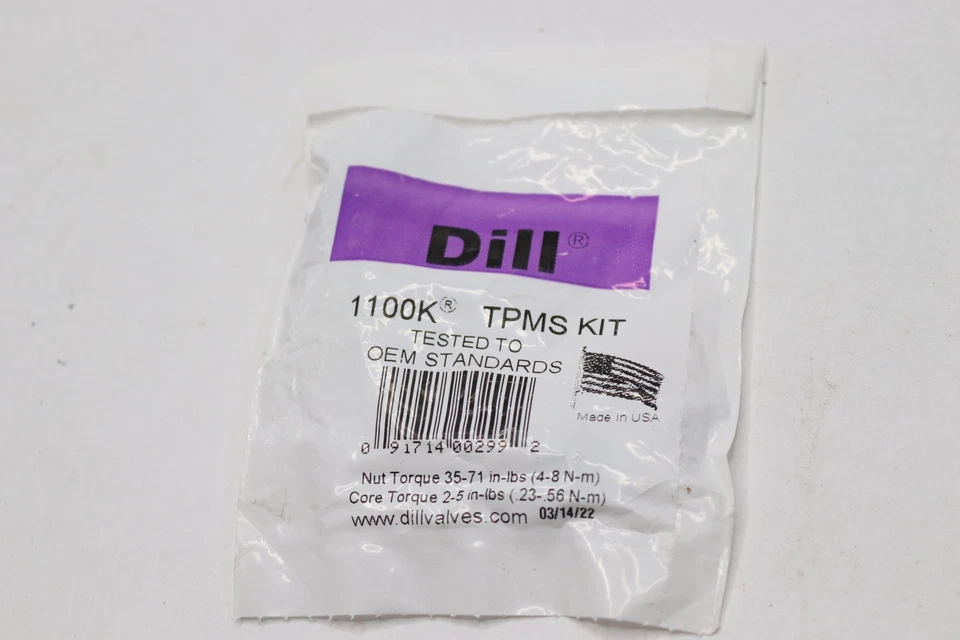 Dill®
1100K® TPMS KIT
TESTED TO
OEM STANDARDS
Made In USA
0 91714 00299 2
Nut Torque 35-71 in-lbs (4-8 N-m)
Core Torque 2-5 in-lbs (.23-.56 N-m)
www.dillvalves.com 03/14/22